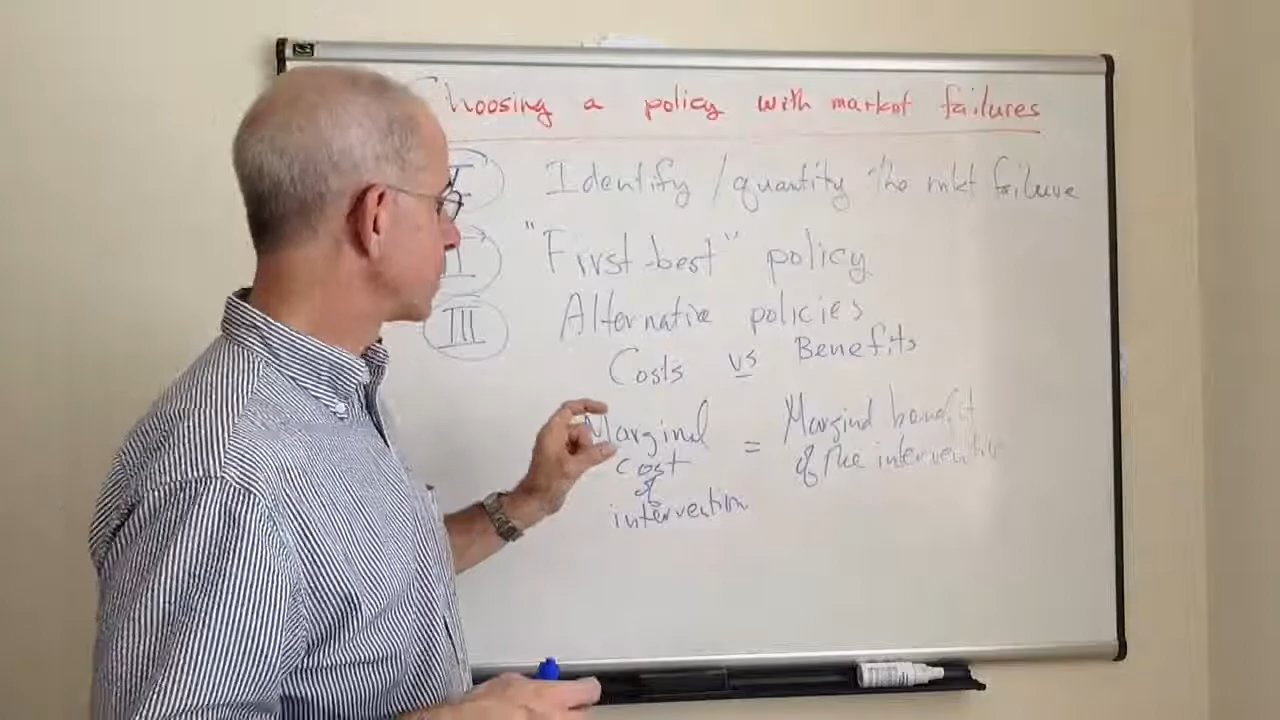 Choosing a policy with market failures
I Identify / quantity the mkt failure
II "First-best" policy
III Alternative policies
Costs vs Benefits
Marginal cost of intervention = Marginal benefit of the intervention